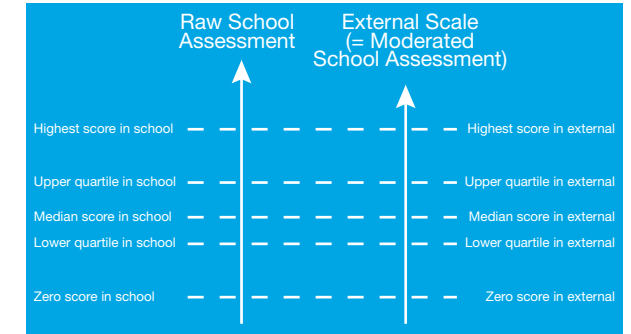 Raw School
Assessment
External Scale
(= Moderated
School Assessment)
Highest score in school
Highest score in external
Upper quartile in school
Upper quartile in external
Median score in school
Median score in external
Lower quartile in school
Lower quartile in external
Zero score in school
Zero score in external